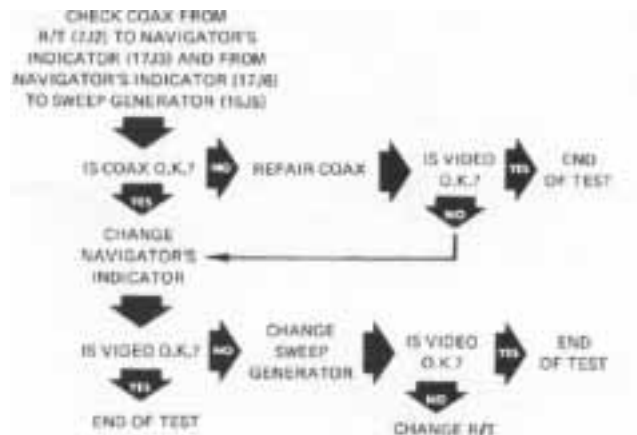 CHECK COAX FROM
R/T (2J2) TO NAVIGATOR'S
INDICATOR (17J3) AND FROM
NAVIGATOR'S INDICATOR (17J6)
TO SWEEP GENERATOR (15J5)
IS COAX O.K.?
NO
REPAIR COAX
IS VIDEO
O.K.?
YES
END
OF TEST
YES
NO
CHANGE
NAVIGATOR'S
INDICATOR
IS VIDEO O.K.?
NO
CHANGE
SWEEP
GENERATOR
IS VIDEO
O.K.?
YES
END
OF TEST
YES
NO
END OF TEST
CHANGE R/T